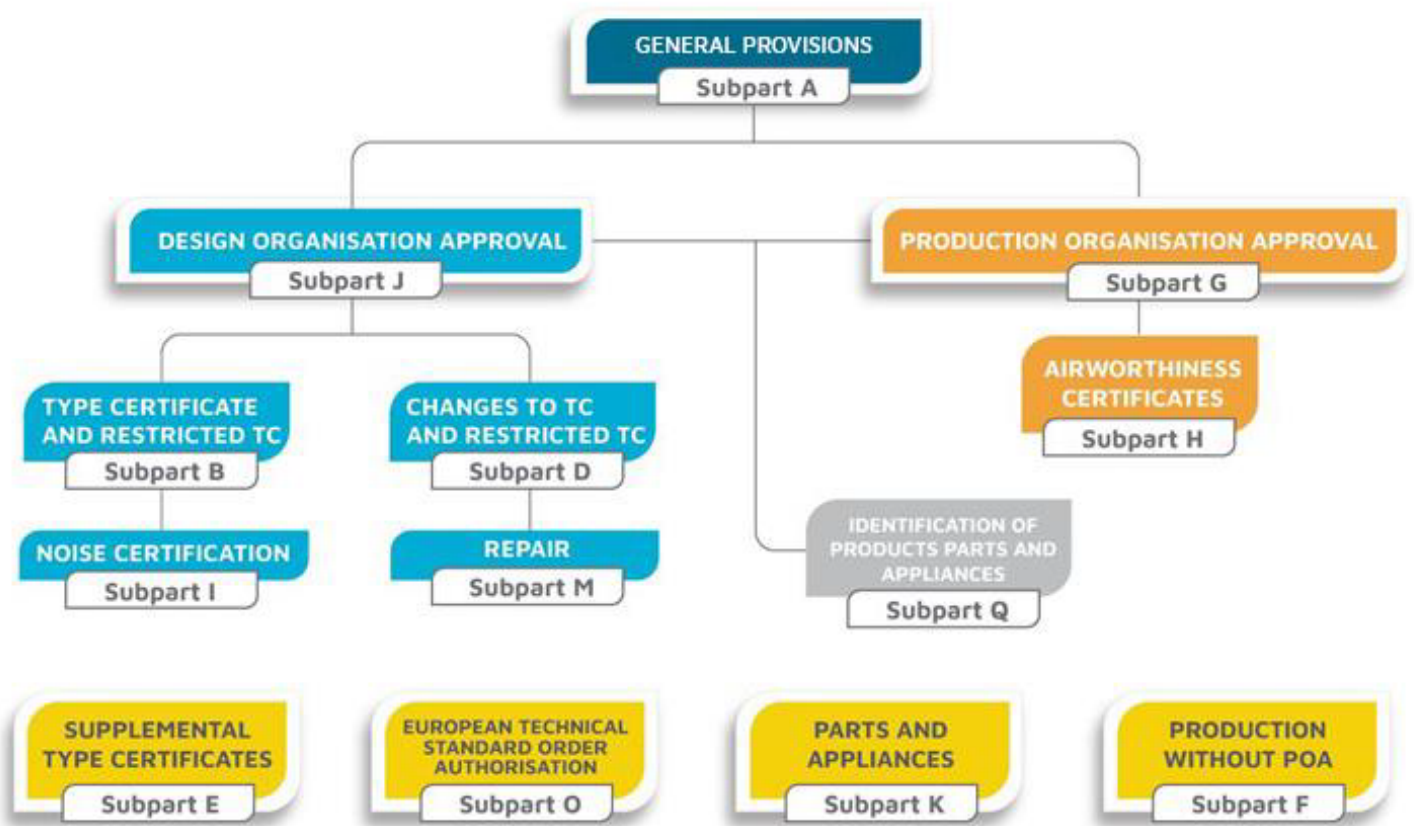 GENERAL PROVISIONS
Subpart A
DESIGN ORGANISATION APPROVAL
Subpart J
PRODUCTION ORGANISATION APPROVAL
Subpart G
TYPE CERTIFICATE
AND RESTRICTED TC
Subpart B
CHANGES TO TC
AND RESTRICTED TC
Subpart D
AIRWORTHINESS
CERTIFICATES
Subpart H
NOISE CERTIFICATION
Subpart I
REPAIR
Subpart M
IDENTIFICATION OF
PRODUCTS PARTS AND
APPLIANCES
Subpart Q
SUPPLEMENTAL
TYPE CERTIFICATES
Subpart E
EUROPEAN TECHNICAL
STANDARD ORDER
AUTHORISATION
Subpart O
PARTS AND
APPLIANCES
Subpart K
PRODUCTION
WITHOUT POA
Subpart F